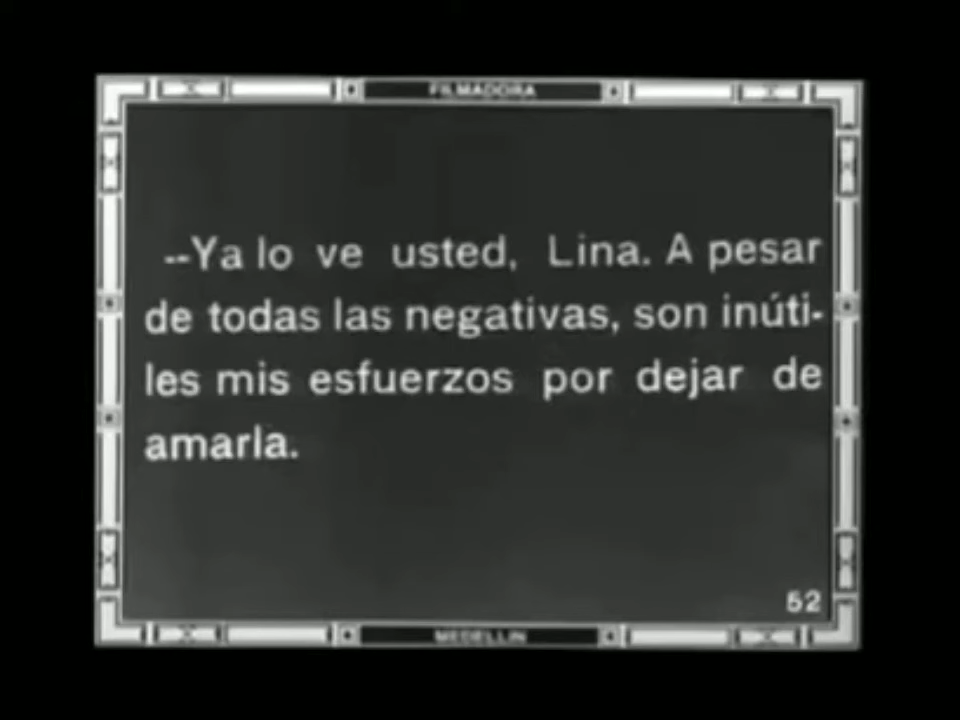 FILMADORA
--Ya lo ve usted, Lina. A pesar
de todas las negativas, son inúti-
les mis esfuerzos por dejar de
amarla.
52
MEDELLIN